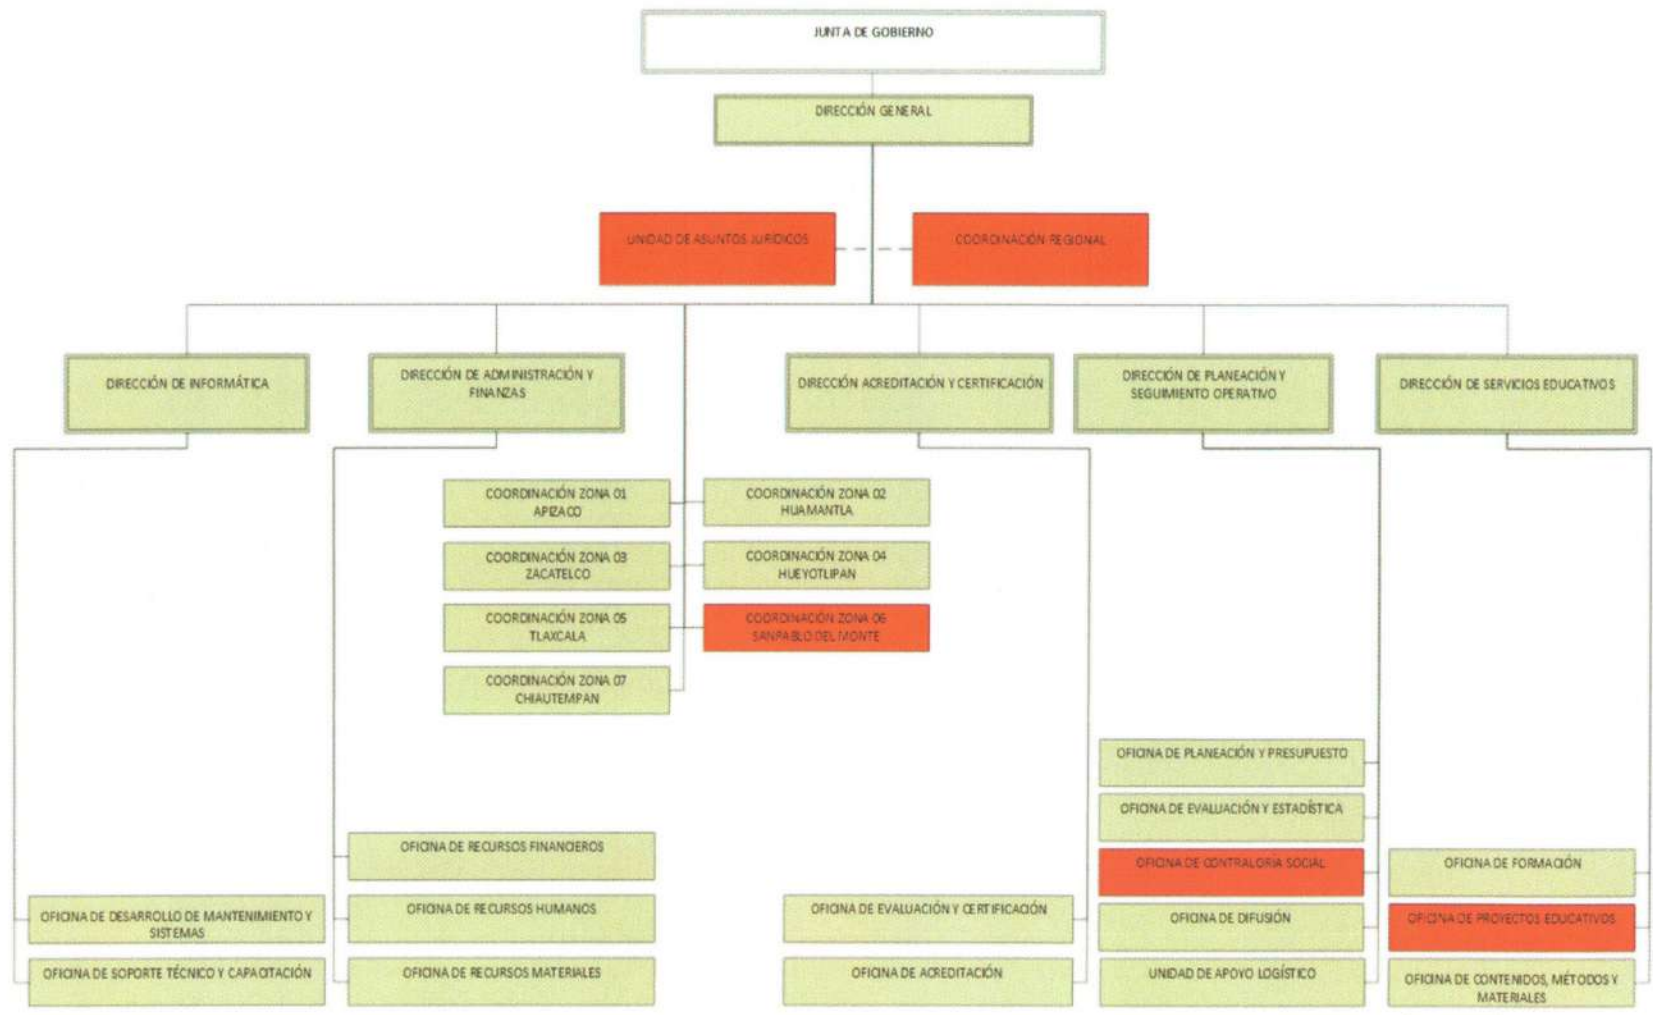 JUNTA DE GOBIERNO
DIRECCIÓN GENERAL
UNIDAD DE ASUNTOS JURÍDICOS
COORDINACIÓN REGIONAL
DIRECCIÓN DE INFORMÁTICA
DIRECCIÓN DE ADMINISTRACIÓN Y
FINANZAS
DIRECCIÓN ACREDITACIÓN Y CERTIFICACIÓN
DIRECCIÓN DE PLANEACIÓN Y
SEGUIMIENTO OPERATIVO
DIRECCIÓN DE SERVICIOS EDUCATIVOS
COORDINACIÓN ZONA 01
APIZACO
COORDINACIÓN ZONA 02
HUAMANTLA
COORDINACIÓN ZONA 03
ZACATELCO
COORDINACIÓN ZONA 04
HUEYOTLIPAN
COORDINACIÓN ZONA 05
TLAXCALA
COORDINACIÓN ZONA 06
SANPABLO DEL MONTE
COORDINACIÓN ZONA 07
CHIAUTEMPAN
OFICINA DE DESARROLLO DE MANTENIMIENTO Y
SISTEMAS
OFICINA DE SOPORTE TÉCNICO Y CAPACITACIÓN
OFICINA DE RECURSOS FINANCIEROS
OFICINA DE RECURSOS HUMANOS
OFICINA DE RECURSOS MATERIALES
OFICINA DE EVALUACIÓN Y CERTIFICACIÓN
OFICINA DE ACREDITACIÓN
OFICINA DE PLANEACIÓN Y PRESUPUESTO
OFICINA DE EVALUACIÓN Y ESTADÍSTICA
OFICINA DE CONTRALORÍA SOCIAL
OFICINA DE DIFUSIÓN
UNIDAD DE APOYO LOGÍSTICO
OFICINA DE FORMACIÓN
OFICINA DE PROYECTOS EDUCATIVOS
OFICINA DE CONTENIDOS, MÉTODOS Y
MATERIALES